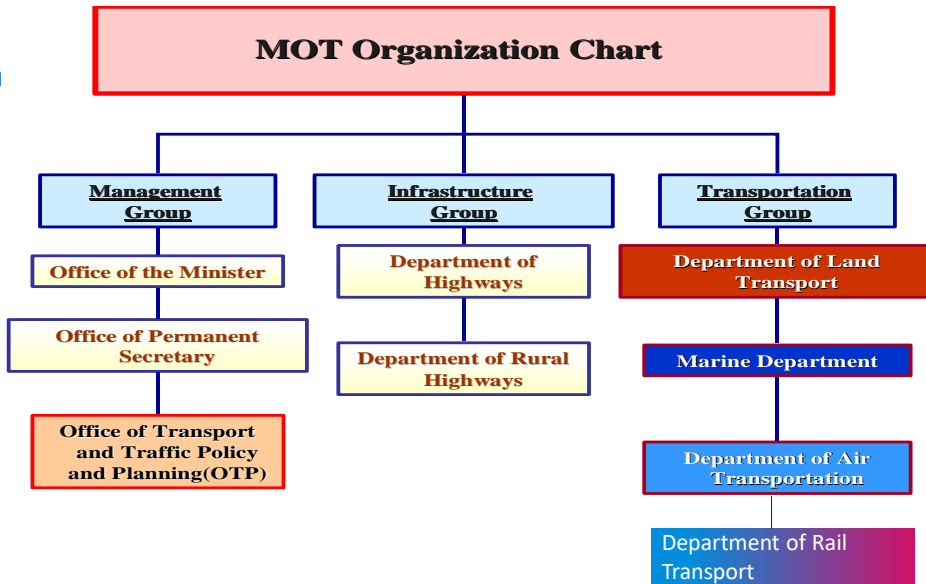 MOT Organization Chart
Management
Group
Office of the Minister
Office of Permanent
Secretary
Office of Transport
and Traffic Policy
and Planning(OTP)
Infrastructure
Group
Department of
Highways
Department of Rural
Highways
Transportation
Group
Department of Land
Transport
Marine Department
Department of Air
Transportation
Department of Rail
Transport